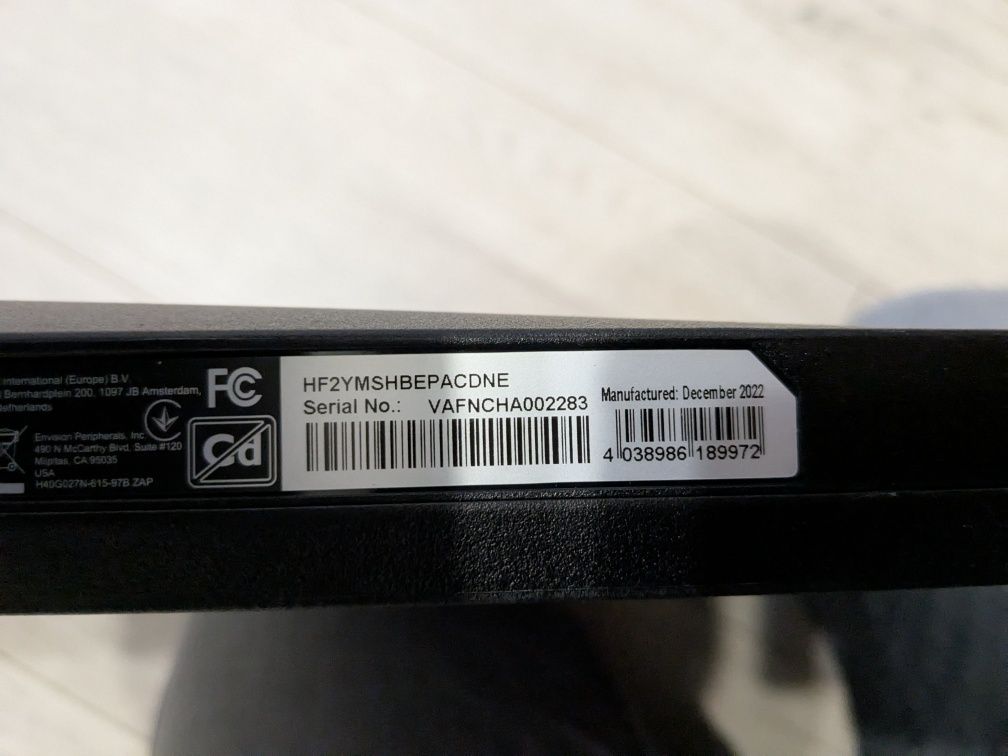 International (Europe) B.V.
Bernhardplein 200, 1097 JB Amsterdam,
Netherlands
FC
Envision Peripherals, Inc
490 N McCarthy Blvd, Suite #120
Milpitas, CA 95035
USA
H40G027N-615-97B ZAP
Cd
HF2YMSHBEPACDNE
Serial No.: VAFNCHA002283
Manufactured: December 2022
4 038986 189972